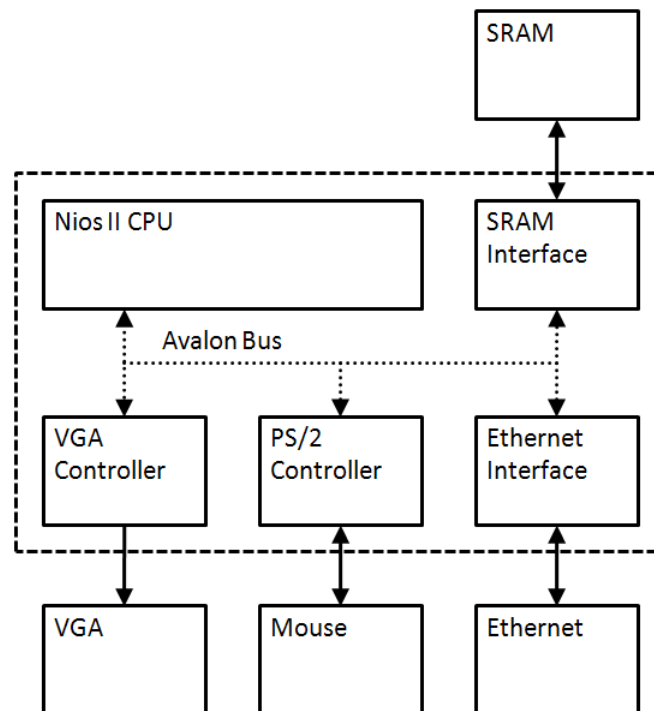 SRAM
Nios II CPU
SRAM
Interface
Avalon Bus
VGA
Controller
PS/2
Controller
Ethernet
Interface
VGA
Mouse
Ethernet